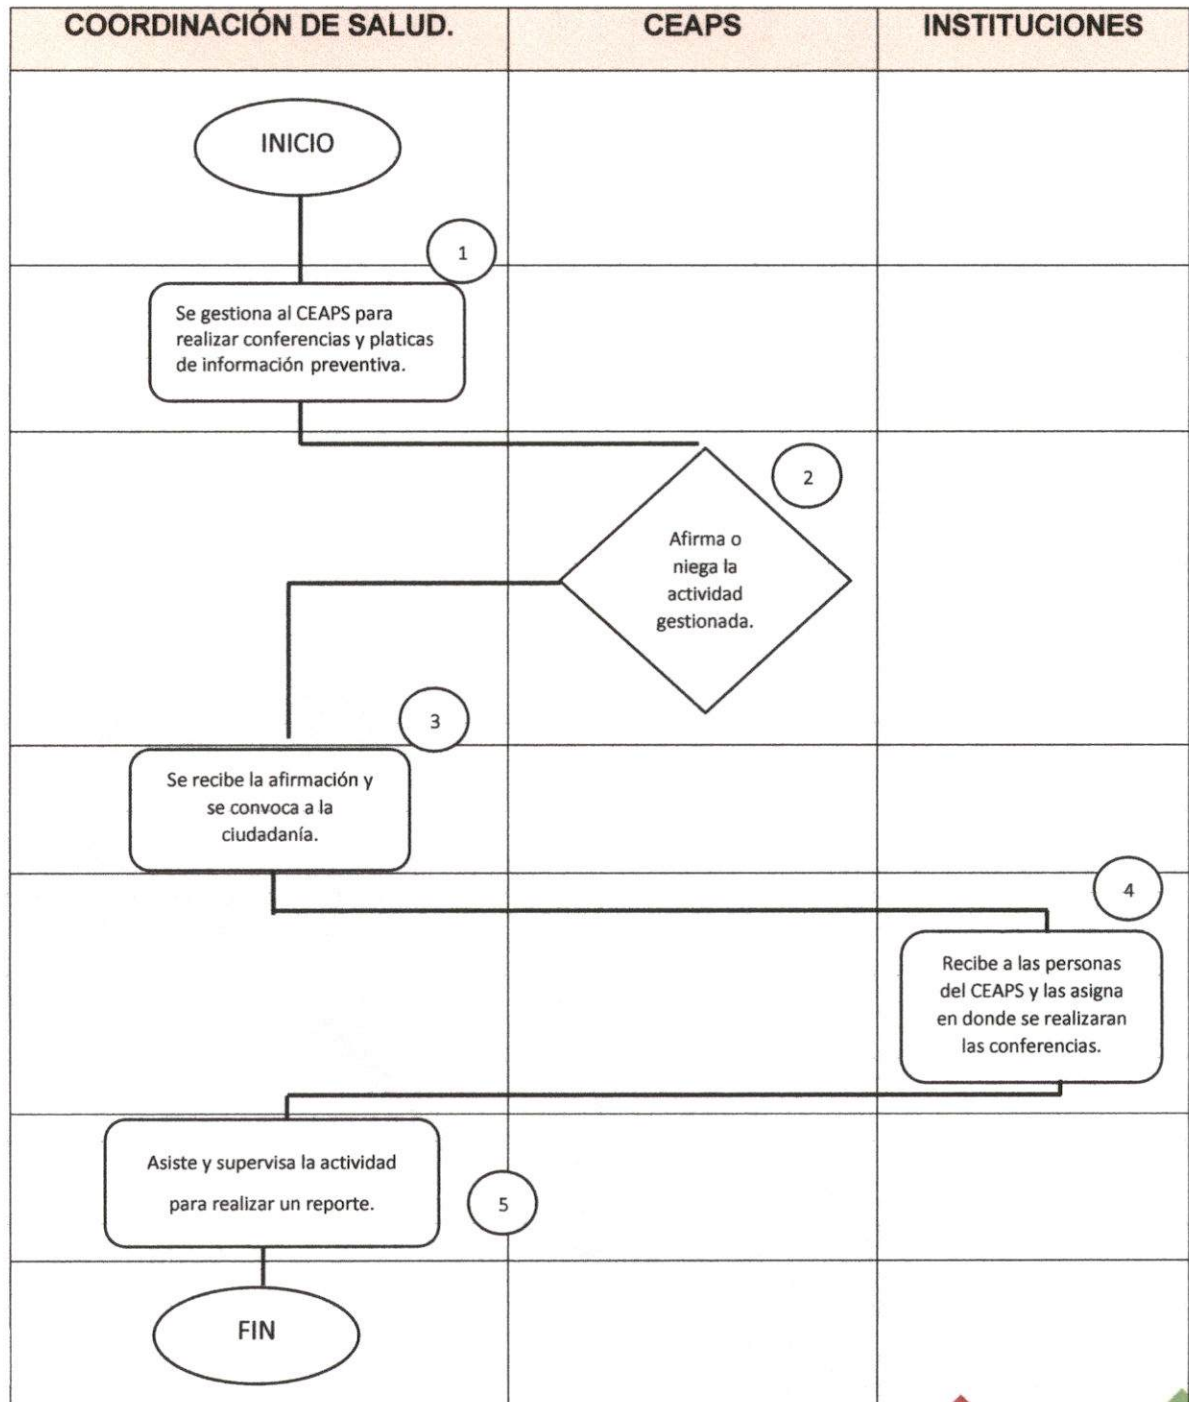 COORDINACIÓN DE SALUD.
CEAPS
INSTITUCIONES
INICIO
1
Se gestiona al CEAPS para
realizar conferencias y platicas
de información preventiva.
2
Afirma o
niega la
actividad
gestionada.
3
Se recibe la afirmación y
se convoca a la
ciudadanía.
4
Recibe a las personas
del CEAPS y las asigna
en donde se realizaran
las conferencias.
Asiste y supervisa la actividad
para realizar un reporte.
5
FIN